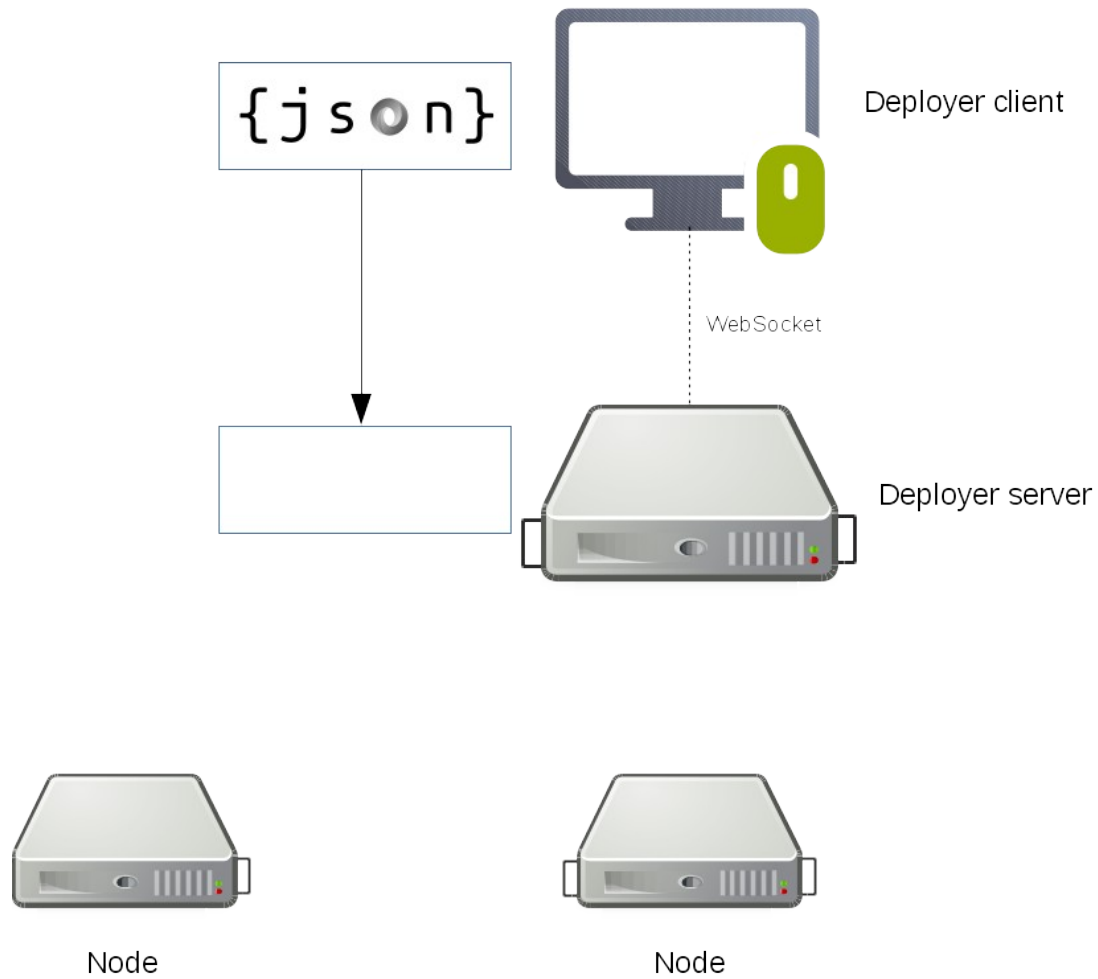 {json}
Deployer client
WebSocket
Deployer server
Node
Node